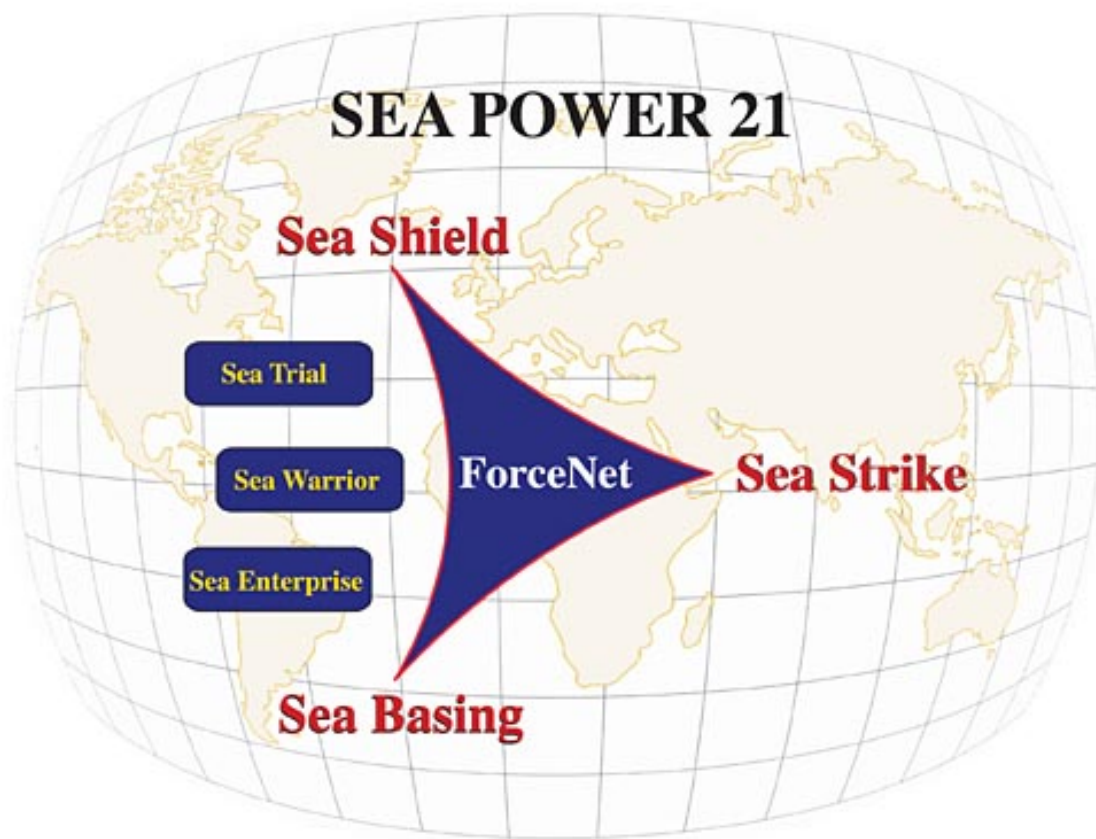 SEA POWER 21
Sea Shield
Sea Trial
Sea Warrior
ForceNet
Sea Strike
Sea Enterprise
Sea Basing